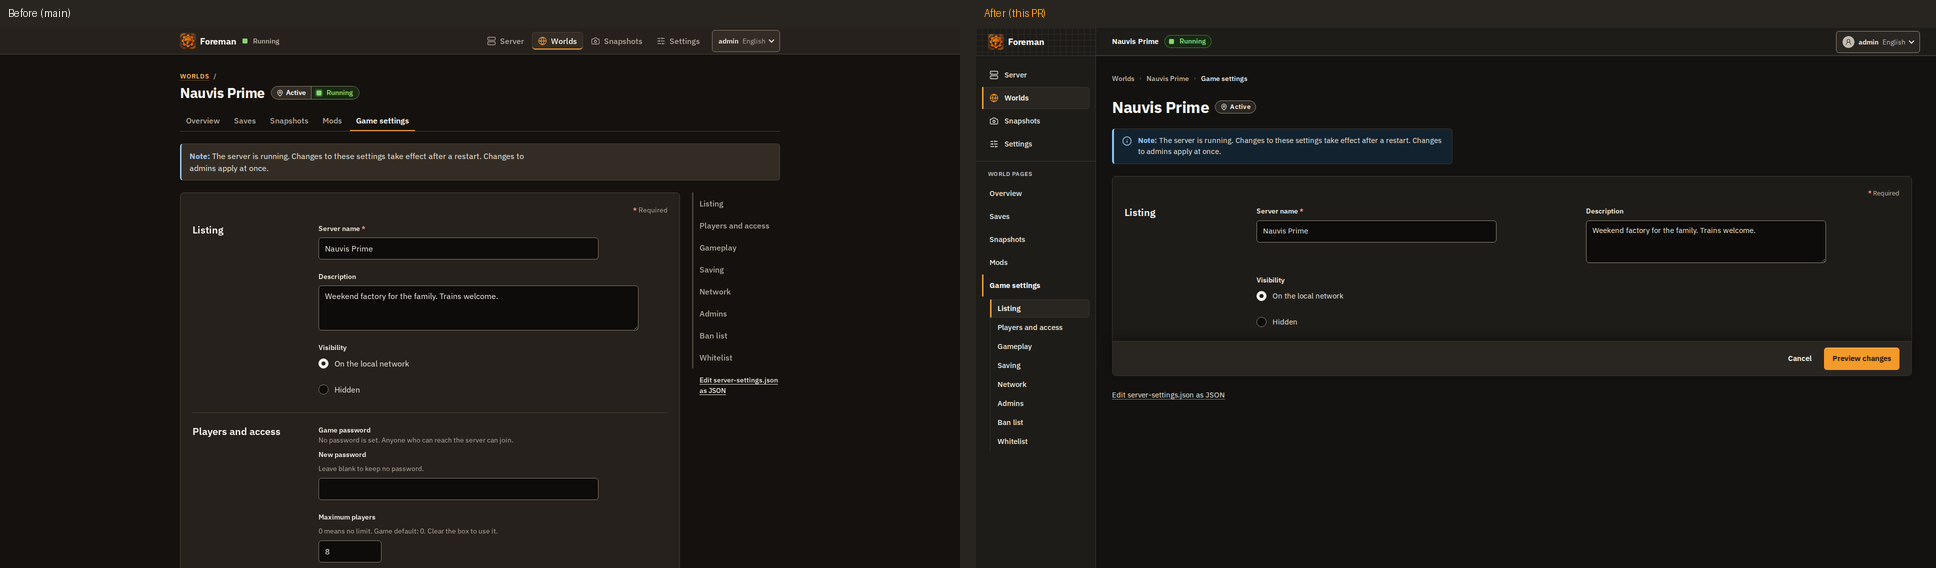 Before (main)
Foreman Running
Server Worlds Snapshots Settings admin English
WORLDS /
Nauvis Prime Active Running
Overview Saves Snapshots Mods Game settings
Note: The server is running. Changes to these settings take effect after a restart. Changes to
admins apply at once.
* Required
Listing
Server name *
Nauvis Prime
Description
Weekend factory for the family. Trains welcome.
Visibility
On the local network
Hidden
Players and access
Game password
No password is set. Anyone who can reach the server can join.
New password
Leave blank to keep no password.
Maximum players
0 means no limit. Game default: 0. Clear the box to use it.
8
Listing
Players and access
Gameplay
Saving
Network
Admins
Ban list
Whitelist
Edit server-settings.json
as JSON
After (this PR)
Foreman
Nauvis Prime Running
admin English
Server
Worlds
Snapshots
Settings
WORLD PAGES
Overview
Saves
Snapshots
Mods
Game settings
Listing
Players and access
Gameplay
Saving
Network
Admins
Ban list
Whitelist
Worlds Nauvis Prime Game settings
Nauvis Prime Active
Note: The server is running. Changes to these settings take effect after a restart. Changes
to admins apply at once.
* Required
Listing
Server name *
Nauvis Prime
Description
Weekend factory for the family. Trains welcome.
Visibility
On the local network
Hidden
Cancel Preview changes
Edit server-settings.json as JSON